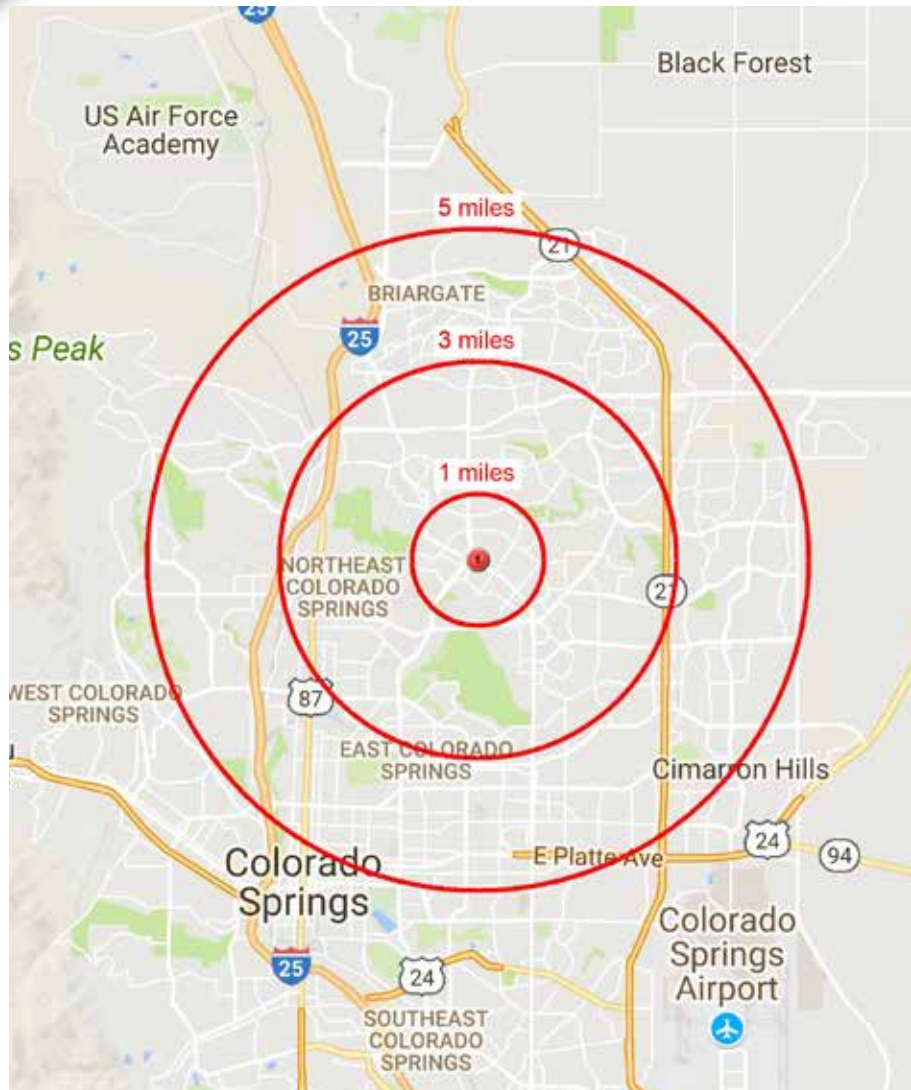 25
Black Forest
US Air Force
Academy
5 miles
21
BRIARGATE
25
3 miles
s Peak
1 miles
1
NORTHEAST
COLORADO
SPRINGS
21
WEST COLORADO
SPRINGS
87
EAST COLORADO
SPRINGS
u
Cimarron Hills
24
94
E Platte Ave
Colorado
Springs
Colorado
Springs
Airport
25
24
SOUTHEAST
COLORADO
SPRINGS